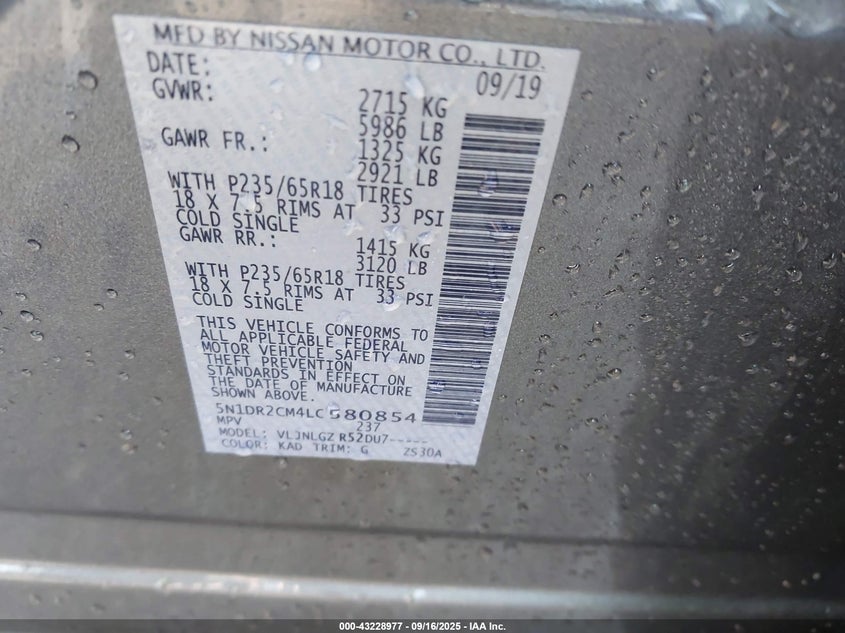 MFD BY NISSAN MOTOR CO., LTD.
DATE: 09/19
GVWR: 2715 KG
5986 LB
GAWR FR.: 1325 KG
2921 LB
WITH P235/65R18 TIRES
18 X 7.5 RIMS AT 33 PSI
COLD SINGLE
GAWR RR.: 1415 KG
3120 LB
WITH P235/65R18 TIRES
18 X 7.5 RIMS AT 33 PSI
COLD SINGLE
THIS VEHICLE CONFORMS TO
ALL APPLICABLE FEDERAL
MOTOR VEHICLE SAFETY AND
THEFT PREVENTION
STANDARDS IN EFFECT ON
THE DATE OF MANUFACTURE
SHOWN ABOVE.
5N1DR2CM4LC580854
MPV 237
MODEL: VLJNLGZ R52DU7-----
COLOR: KAD TRIM: G ZS30A
000-43228977 - 09/16/2025 - IAA Inc.